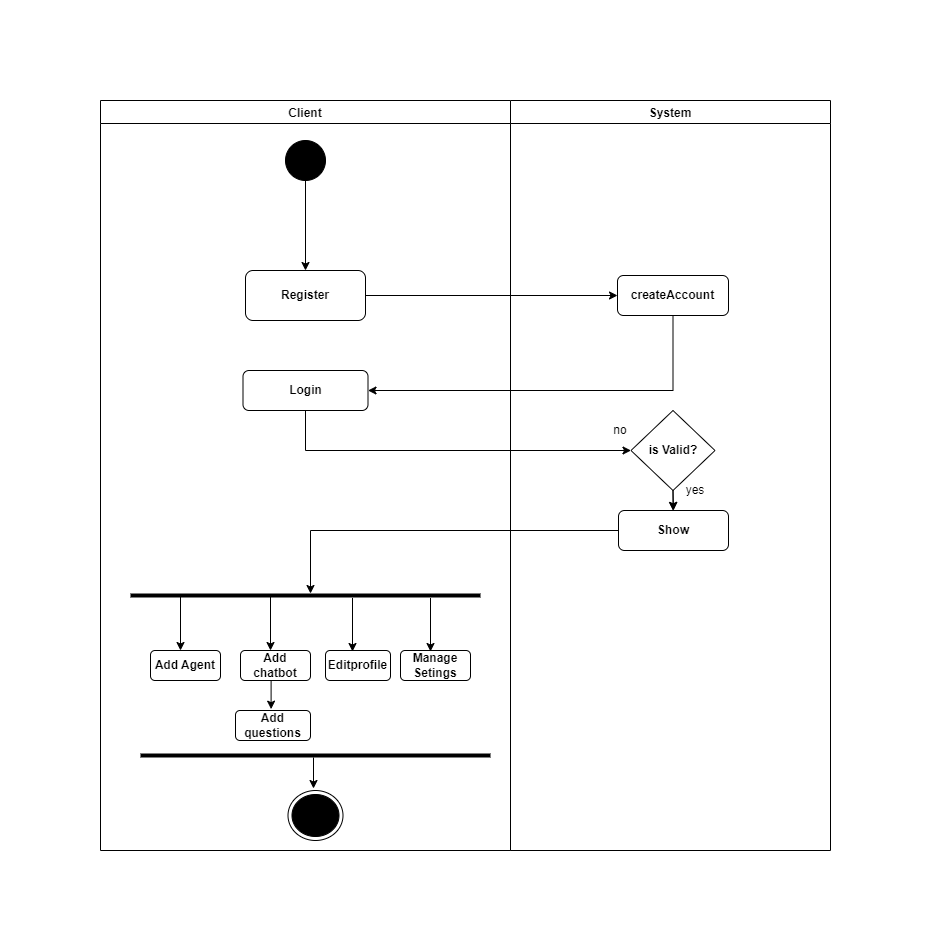 Client
System
Register
createAccount
Login
no
is Valid?
yes
Show
Add Agent
Add
chatbot
Editprofile
Manage
Setings
Add
questions